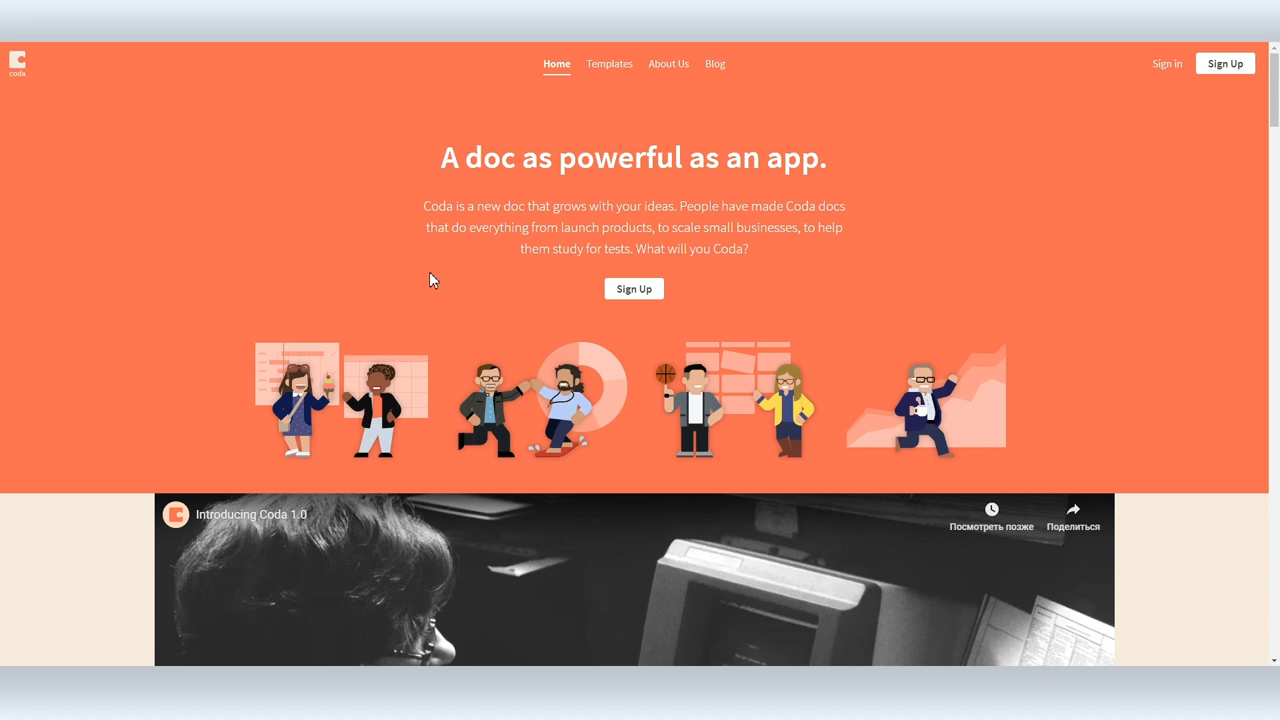 coda
Home Templates About Us Blog
Sign in Sign Up
A doc as powerful as an app.
Coda is a new doc that grows with your ideas. People have made Coda docs
that do everything from launch products, to scale small businesses, to help
them study for tests. What will you Coda?
Sign Up
Introducing Coda 1.0
Посмотреть позже Поделиться